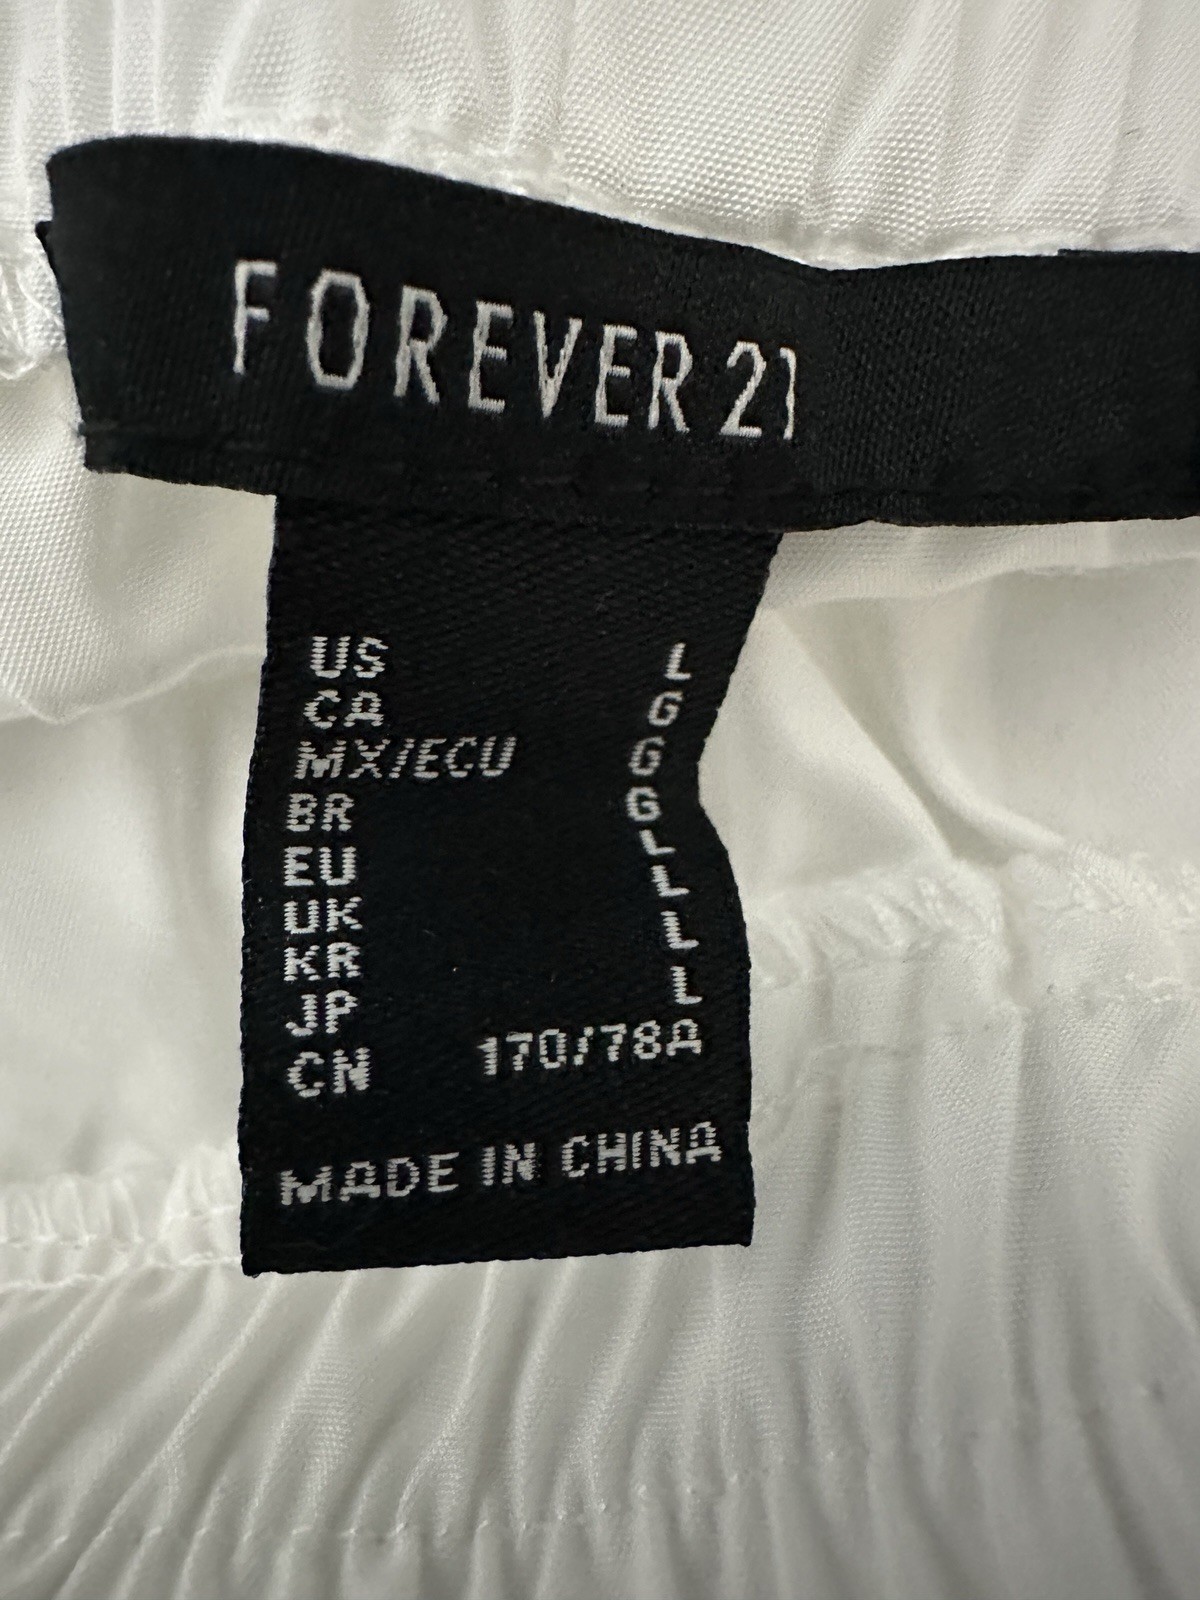 FOREVER 21
US L
CA G
MX/ECU G
BR G
EU L
UK L
KR L
JP L
CN 170/78A
MADE IN CHINA